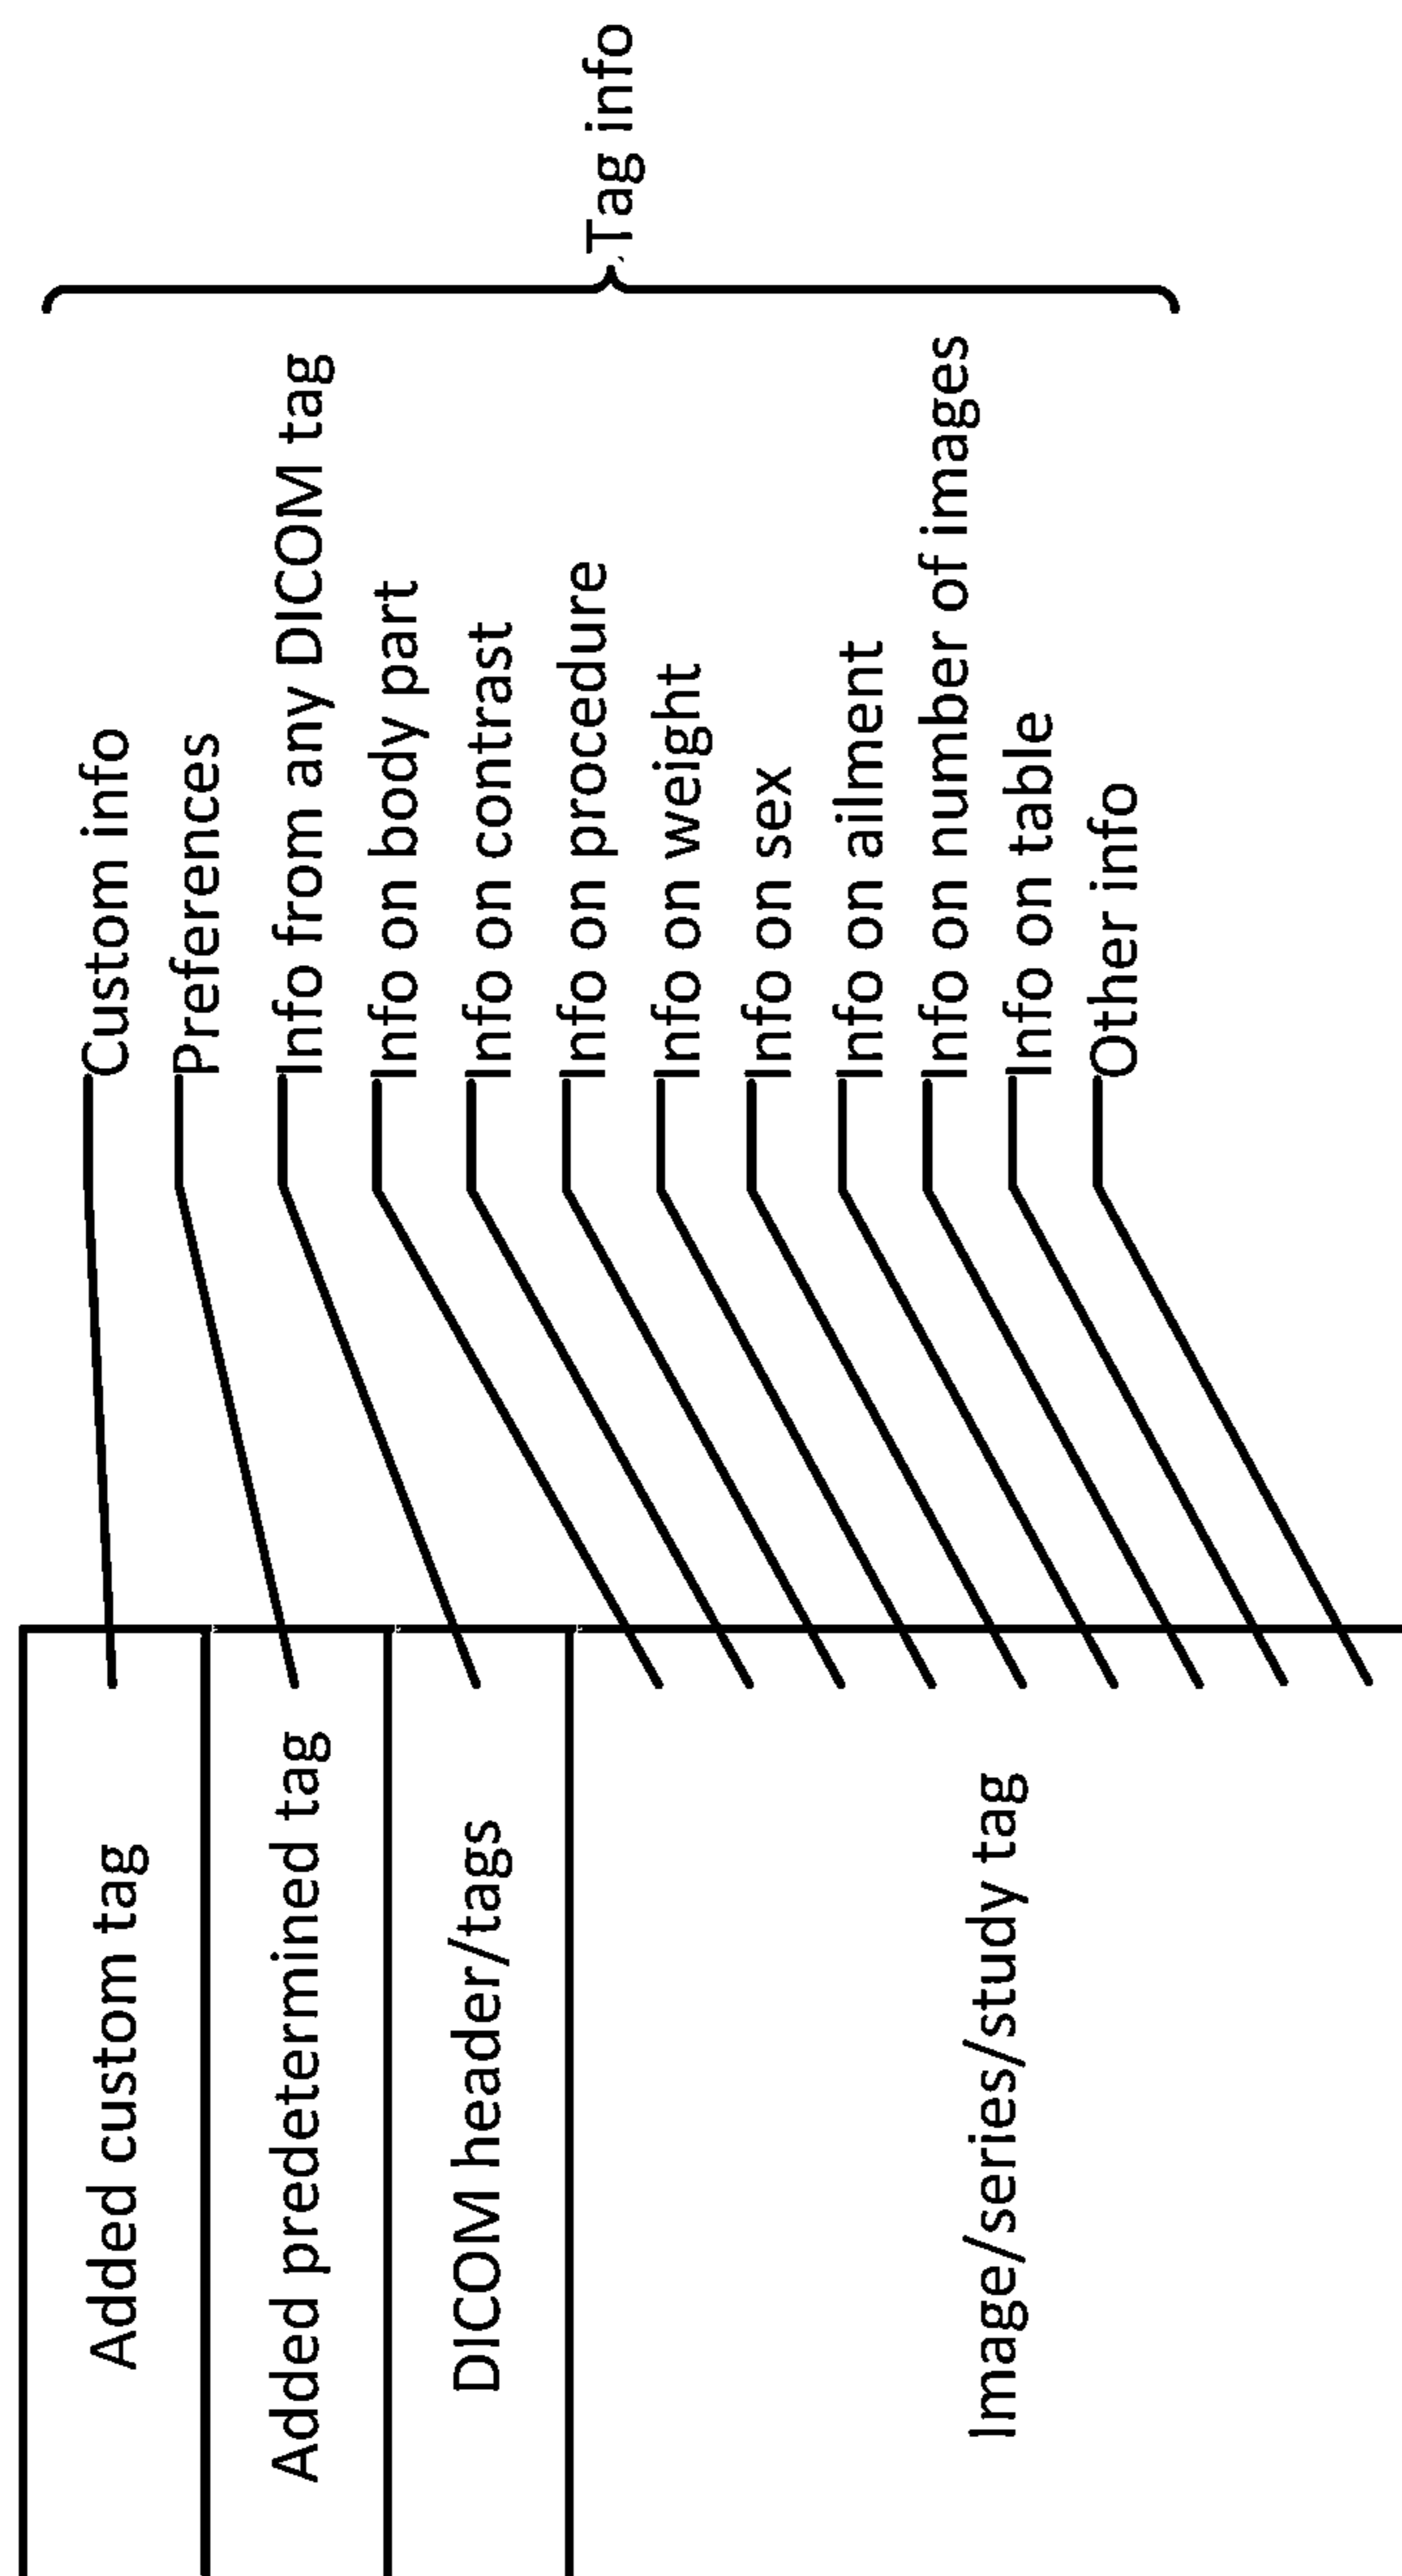 Added custom tag
Added predetermined tag
DICOM header/tags
Image/series/study tag
Custom info
Preferences
Info from any DICOM tag
Info on body part
Info on contrast
Info on procedure
Info on weight
Info on sex
Info on ailment
Info on number of images
Info on table
Other info
Tag info